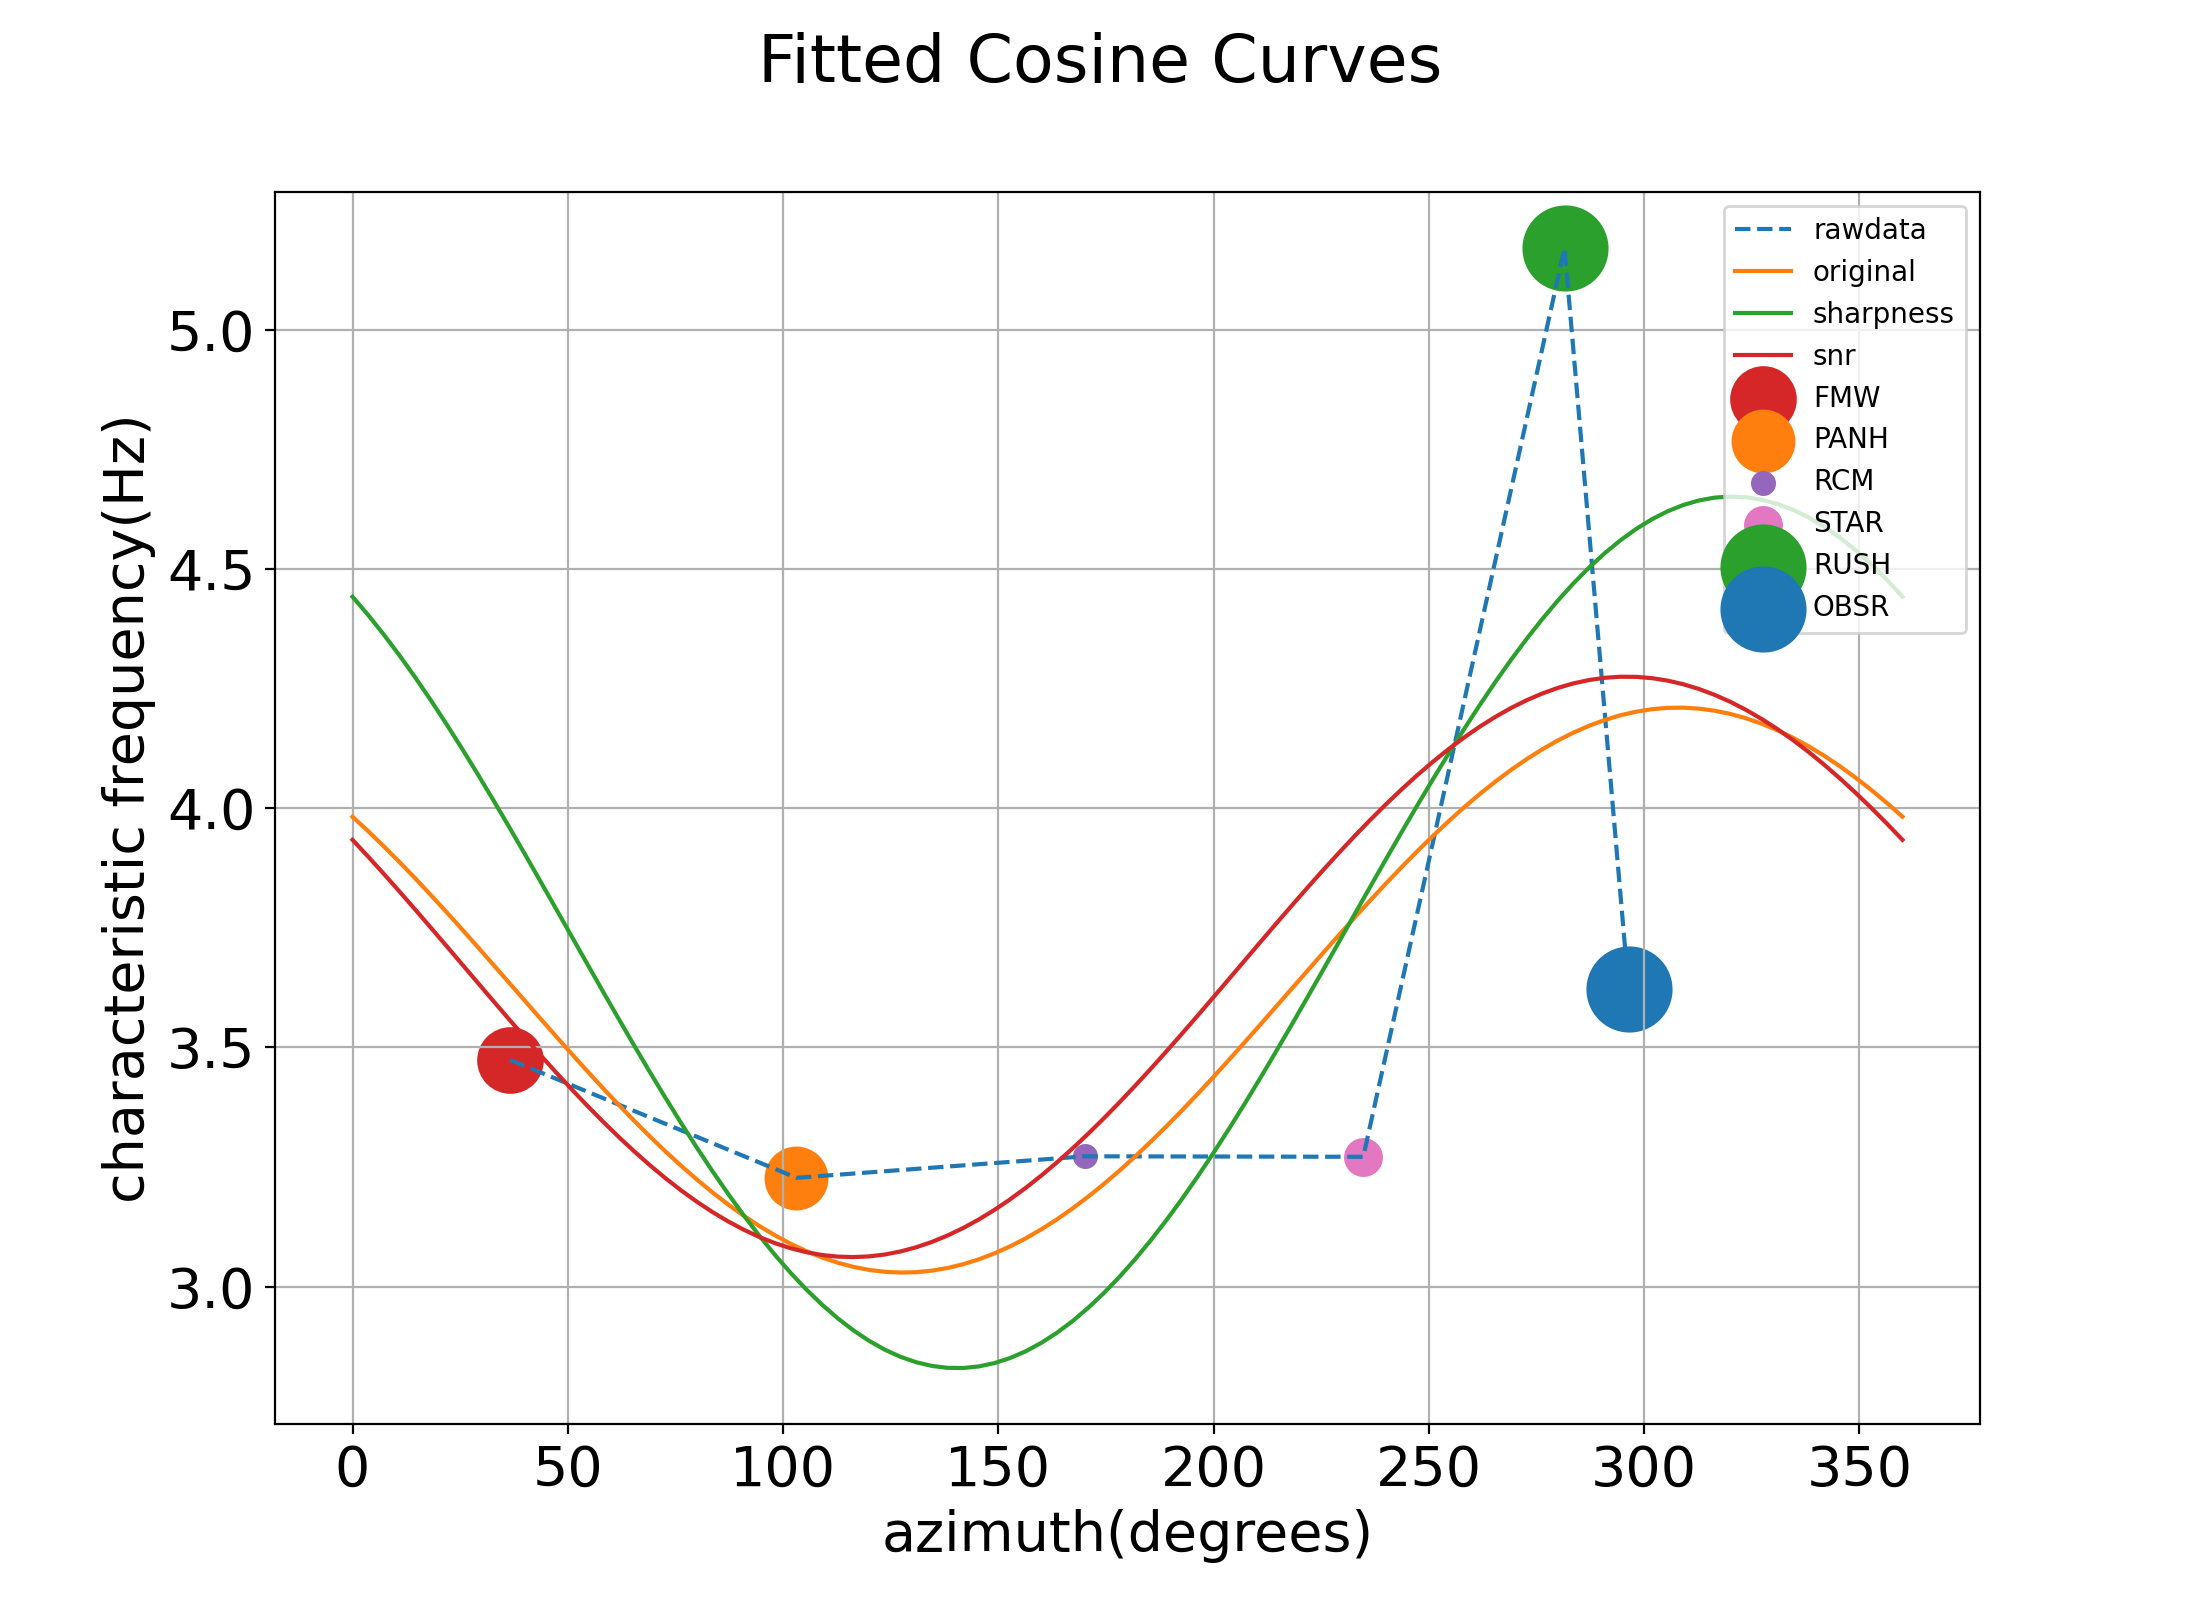 Fitted Cosine Curves
rawdata
original
sharpness
snr
FMW
PANH
RCM
STAR
RUSH
OBSR
characteristic frequency(Hz)
5.0
4.5
4.0
3.5
3.0
0 50 100 150 200 250 300 350
azimuth(degrees)